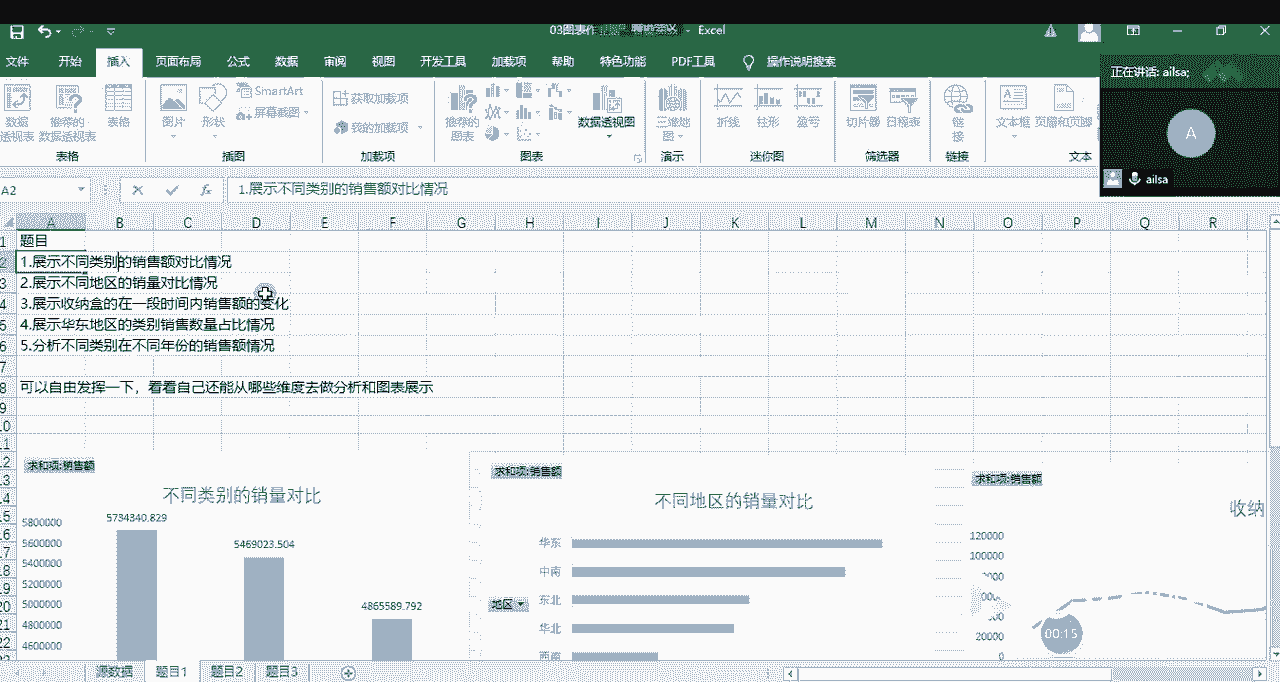 Excel
文件 开始 插入 页面布局 公式 数据 审阅 视图 开发工具 加载项 帮助 特色功能 PDF工具 操作说明搜索
正在讲话: ailsa;
SmartArt
获取加载项
屏幕截图
我的加载项
数据透视表 推荐的数据透视表 表格 图片 形状 推荐的图表 数据透视图 三维地图 折线 柱形 盈亏 切片器 日程表 链接 文本框 页眉和页脚
表格 插图 加载项 图表 演示 迷你图 筛选器 链接 文本
A
ailsa
A2 fx 1.展示不同类别的销售额对比情况
A B C D E F G H I J K L M N O P Q R
1 题目
2 1.展示不同类别的销售额对比情况
3 2.展示不同地区的销量对比情况
4 3.展示收纳盒的在一段时间内销售额的变化
5 4.展示华东地区的类别销售数量占比情况
6 5.分析不同类别在不同年份的销售额情况
7
8 可以自由发挥一下，看看自己还能从哪些维度去做分析和图表展示
9
求和项:销售额
不同类别的销量对比
5734340.829
5469023.504
4865589.792
5800000
5600000
5400000
5200000
5000000
4800000
4600000
求和项:销售额
不同地区的销量对比
地区
华东
中南
东北
华北
求和项:销售额
收纳
120000
100000
20000
0
00:15
源数据 题目1 题目2 题目3